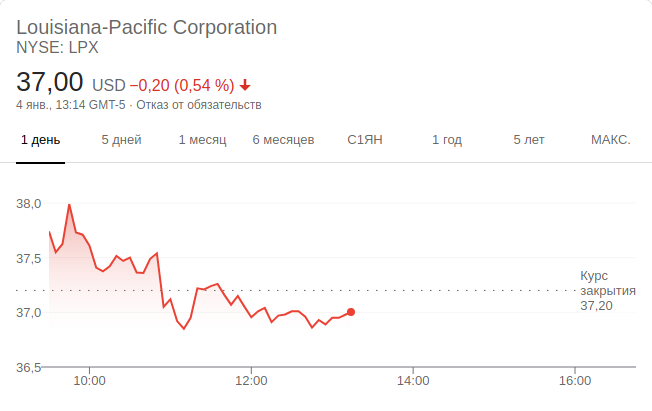 Louisiana-Pacific Corporation
NYSE: LPX
37,00 USD −0,20 (0,54 %)
4 янв., 13:14 GMT-5 · Отказ от обязательств
1 день 5 дней 1 месяц 6 месяцев С1ЯН 1 год 5 лет МАКС.
38,0
37,5
Курс
закрытия
37,20
37,0
36,5
10:00 12:00 14:00 16:00